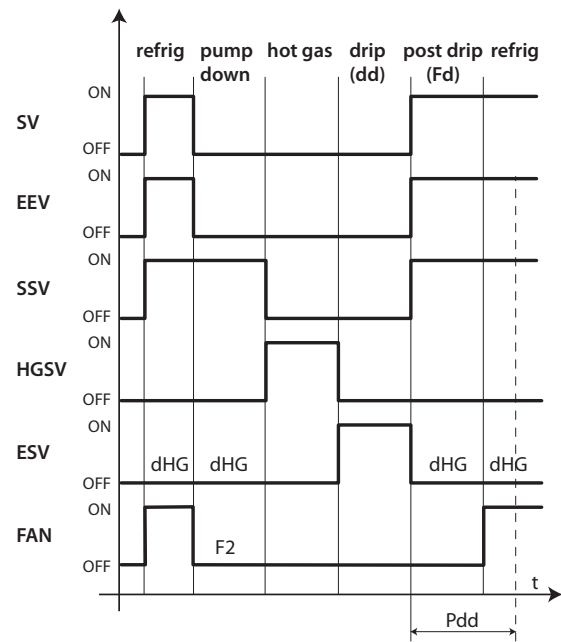 refrig pump down hot gas drip (dd) post drip (Fd) refrig
ON
SV
OFF
ON
EEV
OFF
ON
SSV
OFF
ON
HGSV
OFF
ON
ESV
dHG dHG dHG dHG
OFF
ON
FAN
F2
OFF
t
Pdd